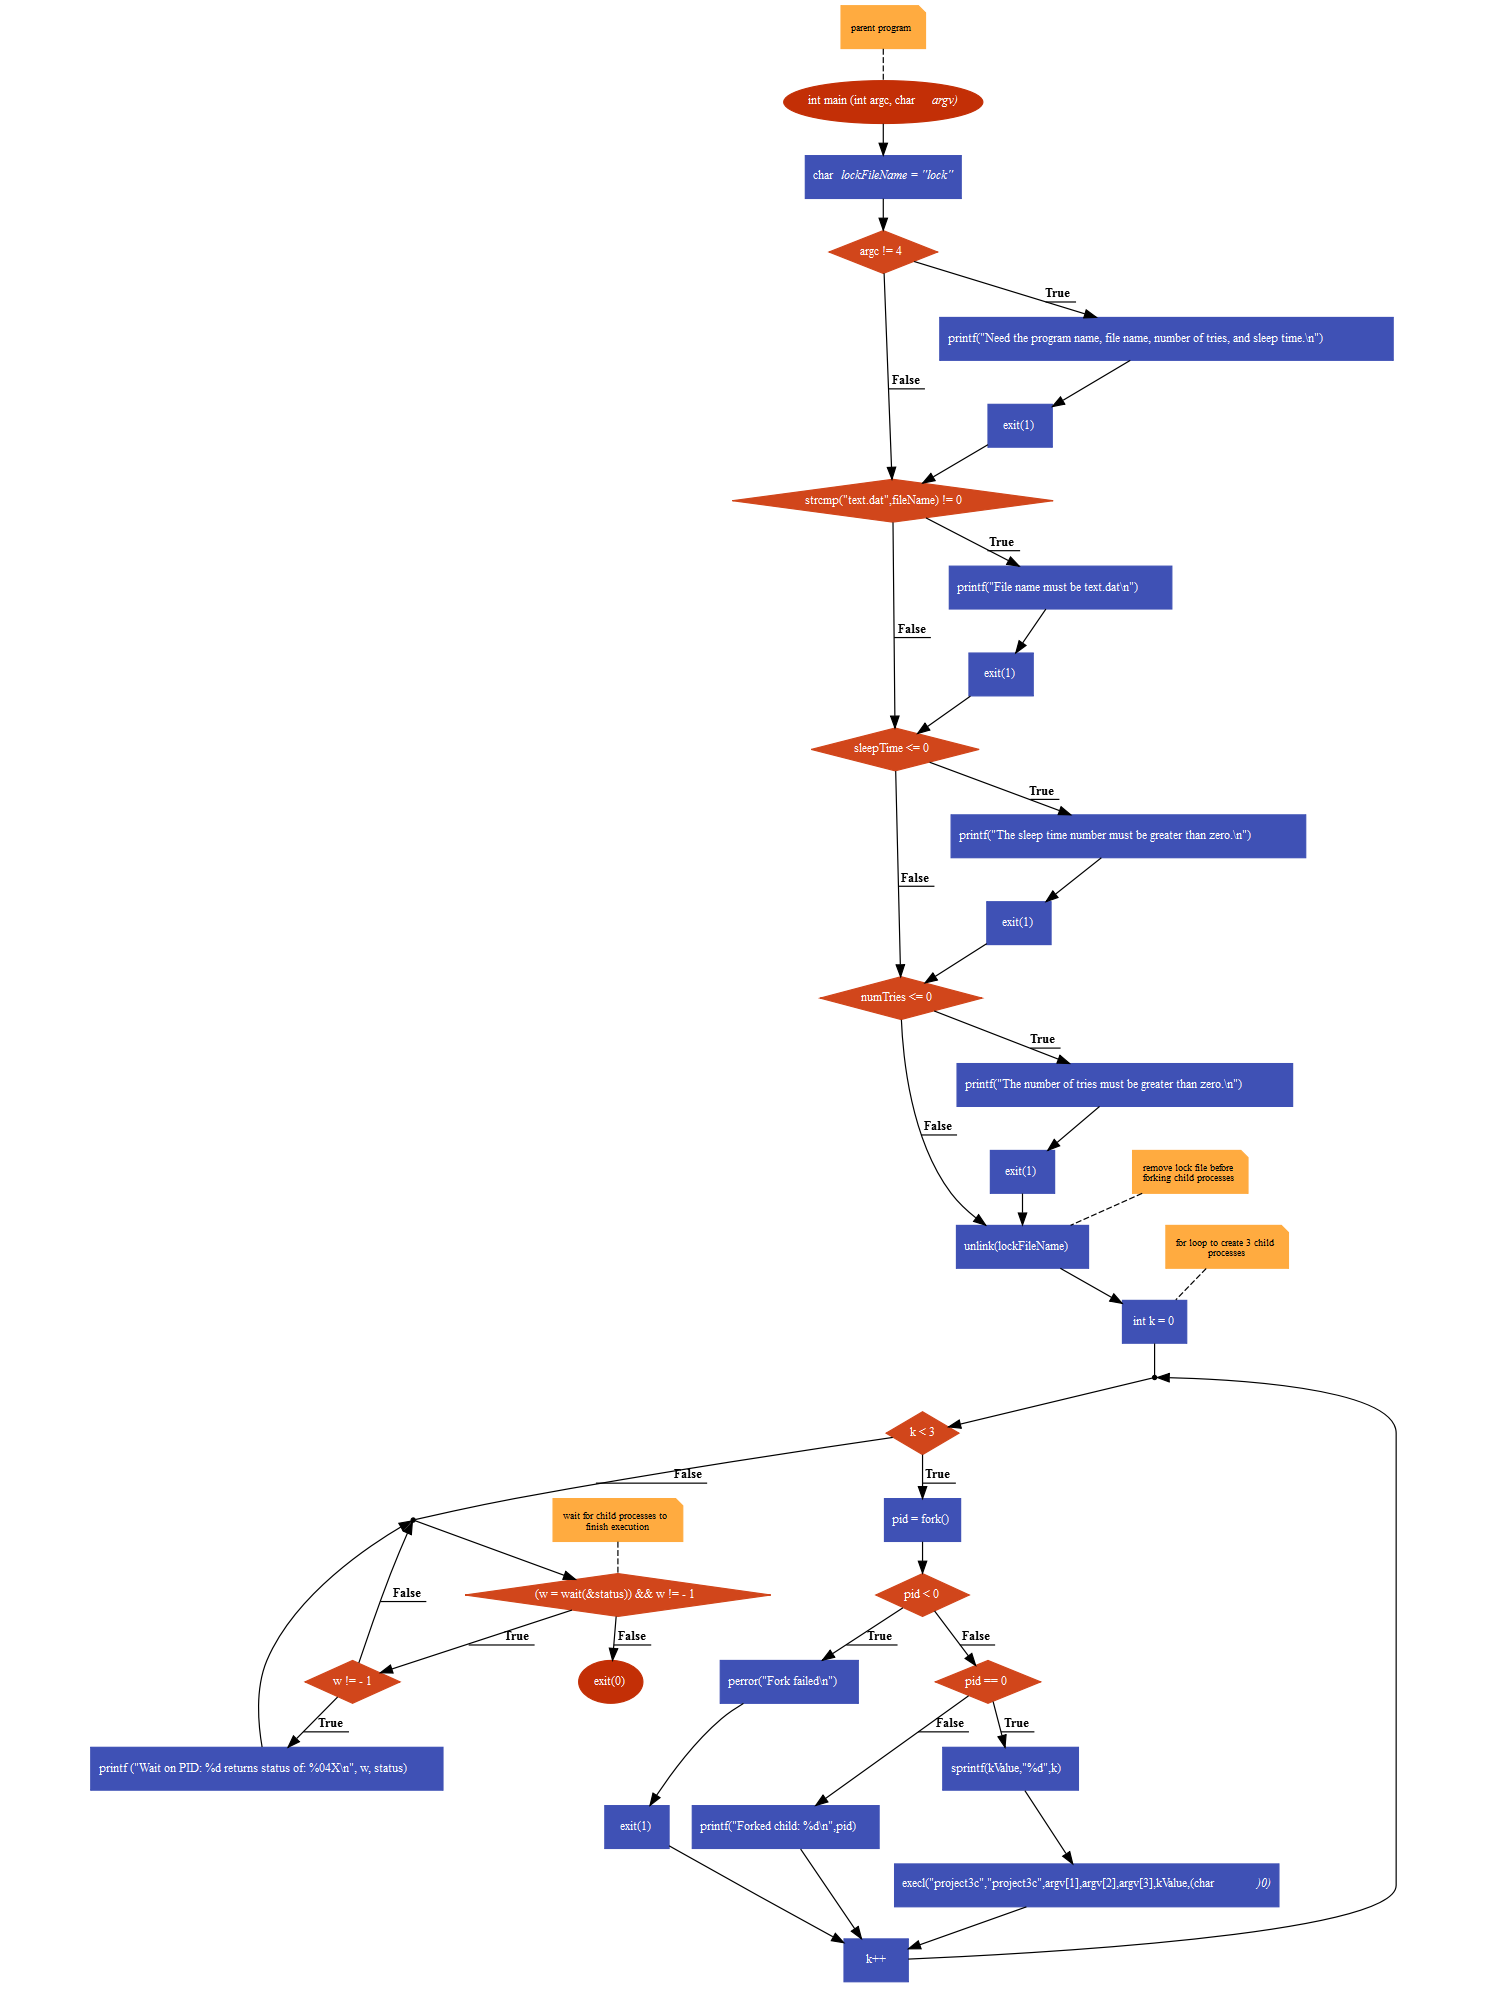 parent program
int main (int argc, char argv)
char lockFileName = "lock"
argc != 4
True
printf("Need the program name, file name, number of tries, and sleep time.\n")
False
exit(1)
strcmp("text.dat",fileName) != 0
True
printf("File name must be text.dat\n")
False
exit(1)
sleepTime <= 0
True
printf("The sleep time number must be greater than zero.\n")
False
exit(1)
numTries <= 0
True
printf("The number of tries must be greater than zero.\n")
False
exit(1)
remove lock file before
forking child processes
unlink(lockFileName)
for loop to create 3 child
processes
int k = 0
k < 3
False
True
wait for child processes to
finish execution
pid = fork()
False
(w = wait(&status)) && w != - 1
pid < 0
True
False
True
False
w != - 1
exit(0)
perror("Fork failed\n")
pid == 0
True
False
True
printf ("Wait on PID: %d returns status of: %04X\n", w, status)
sprintf(kValue,"%d",k)
exit(1)
printf("Forked child: %d\n",pid)
execl("project3c","project3c",argv[1],argv[2],argv[3],kValue,(char )0)
k++